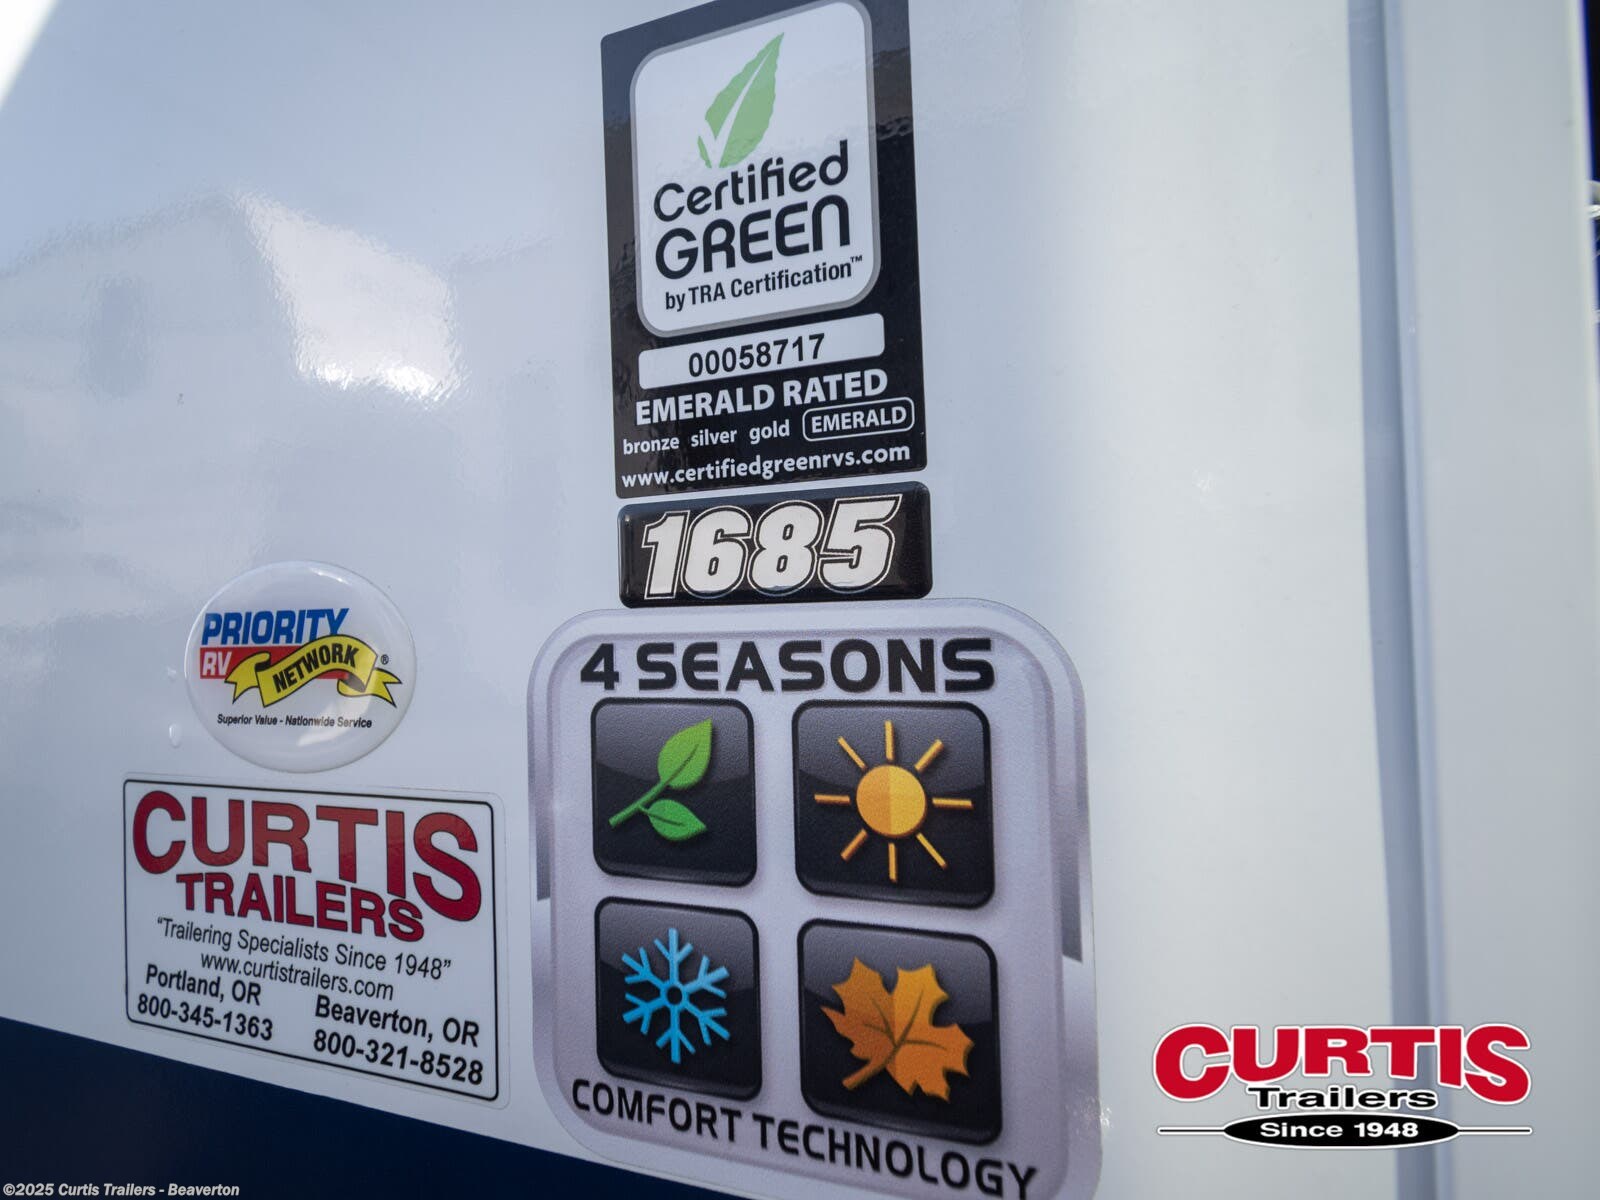 Certified
GREEN
by TRA Certification™
00058717
EMERALD RATED
bronze silver gold EMERALD
www.certifiedgreenrvs.com
1685
PRIORITY
RV NETWORK®
Superior Value - Nationwide Service
CURTIS
TRAILERS
"Trailering Specialists Since 1948"
www.curtistrailers.com
Portland, OR
800-345-1363
Beaverton, OR
800-321-8528
4 SEASONS
COMFORT TECHNOLOGY
CURTIS
Trailers
Since 1948
©2025 Curtis Trailers - Beaverton